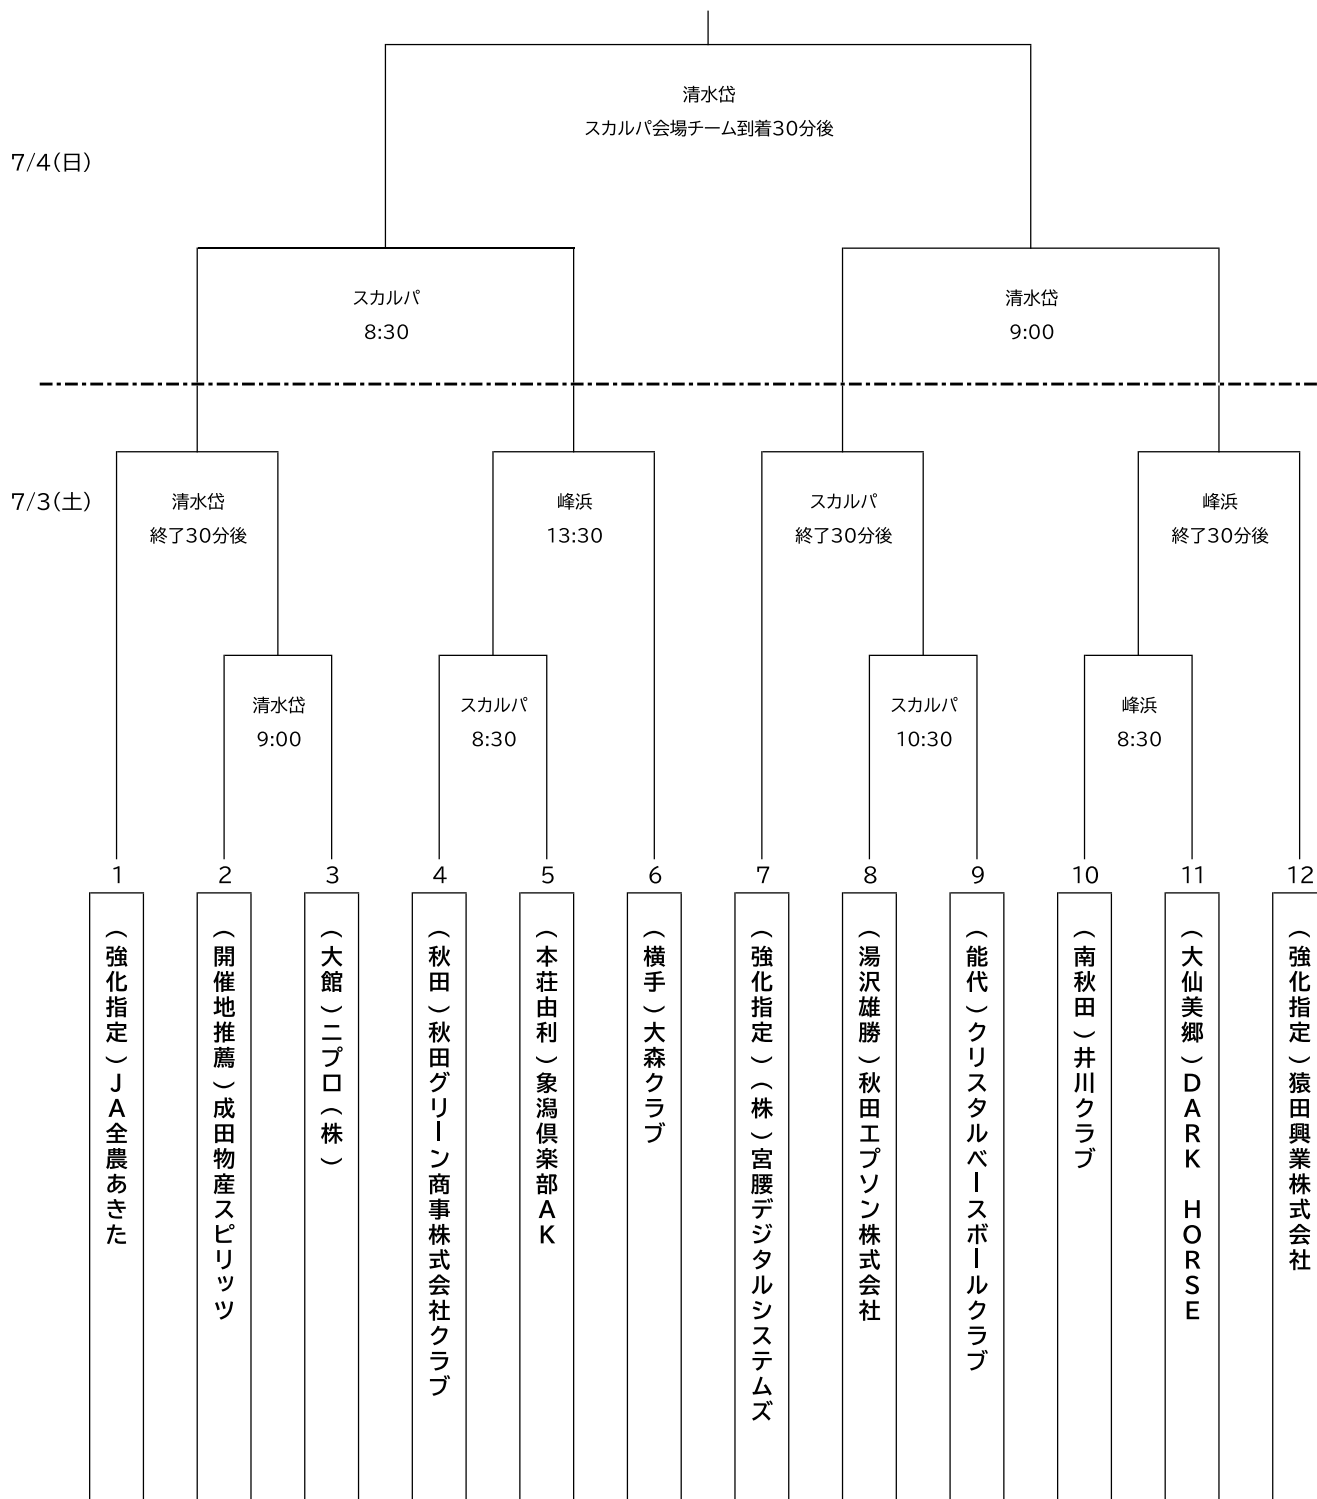 清水岱
スカルパ会場チーム到着30分後
7/4(日)
スカルパ
8:30
清水岱
9:00
7/3(土)
清水岱
終了30分後
峰浜
13:30
スカルパ
終了30分後
峰浜
終了30分後
清水岱
9:00
スカルパ
8:30
スカルパ
10:30
峰浜
8:30
1
2
3
4
5
6
7
8
9
10
11
12
(強化指定)JA全農あきた
(開催地推薦)成田物産スピリッツ
(大館)ニプロ(株)
(秋田)秋田グリーン商事株式会社クラブ
(本荘由利)象潟倶楽部AK
(横手)大森クラブ
(強化指定)(株)宮腰デジタルシステムズ
(湯沢雄勝)秋田エプソン株式会社
(能代)クリスタルベースボールクラブ
(南秋田)井川クラブ
(大仙美郷)DARK　HORSE
(強化指定)猿田興業株式会社